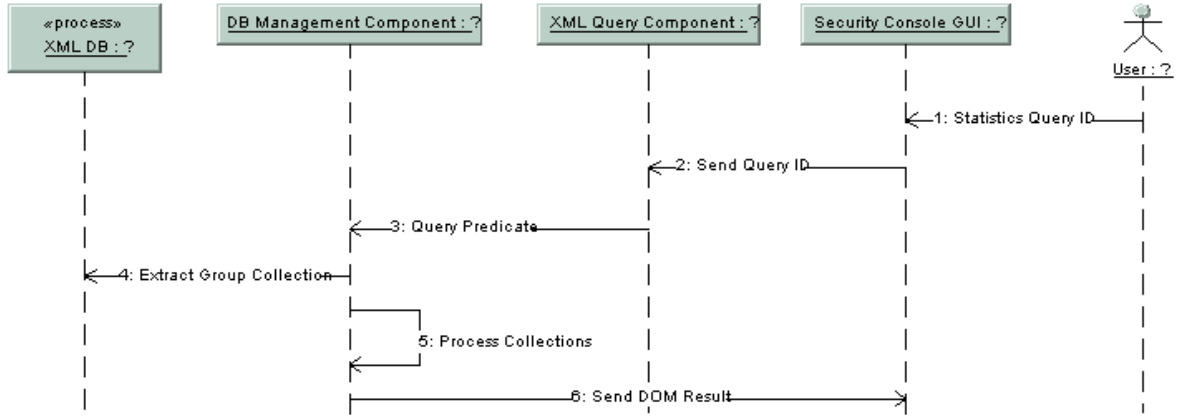 «process»
XML DB : ?
DB Management Component : ?
XML Query Component : ?
Security Console GUI : ?
User : ?
1: Statistics Query ID
2: Send Query ID
3: Query Predicate
4: Extract Group Collection
5: Process Collections
6: Send DOM Result